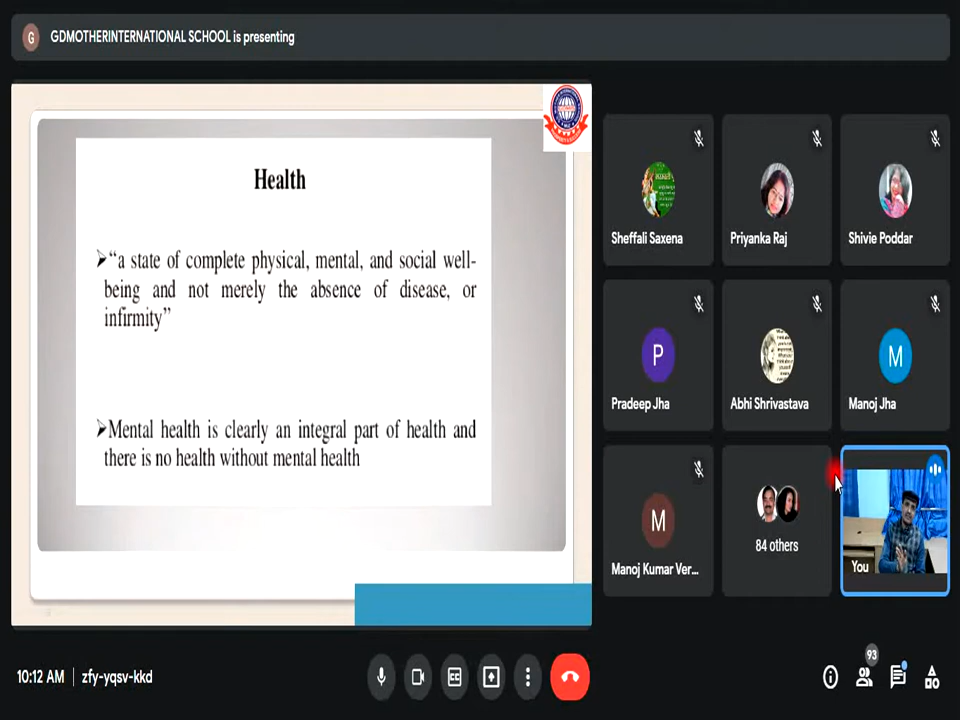 G
GDMOTHERINTERNATIONAL SCHOOL is presenting
Health
➢“a state of complete physical, mental, and social well-
being and not merely the absence of disease, or
infirmity”
➢Mental health is clearly an integral part of health and
there is no health without mental health
Sheffali Saxena
Priyanka Raj
Shivie Poddar
P
Pradeep Jha
Abhi Shrivastava
M
Manoj Jha
M
Manoj Kumar Ver...
84 others
You
10:12 AM | zfy-yqsv-kkd
CC
93